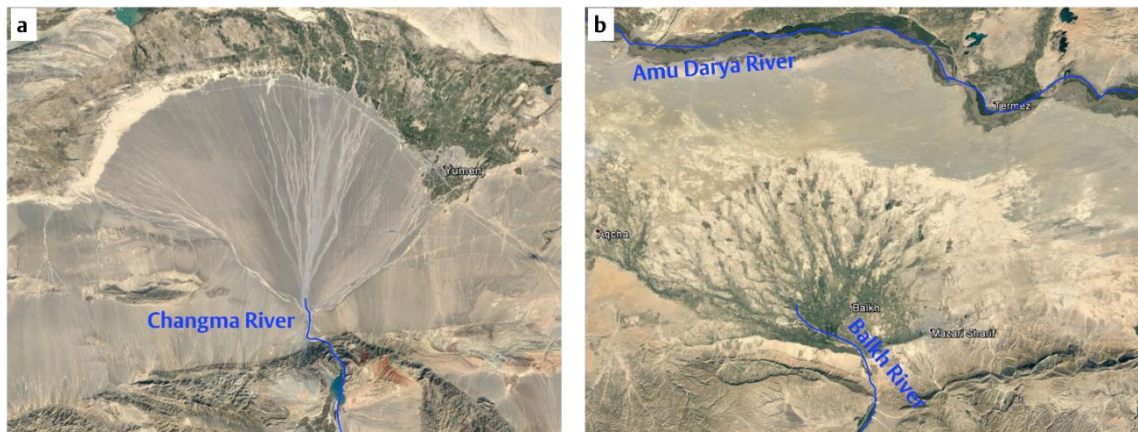 a
Changma River
Yumen
b
Amu Darya River
Termez
Aqcha
Balkh
Mazari Sharif
Balkh River